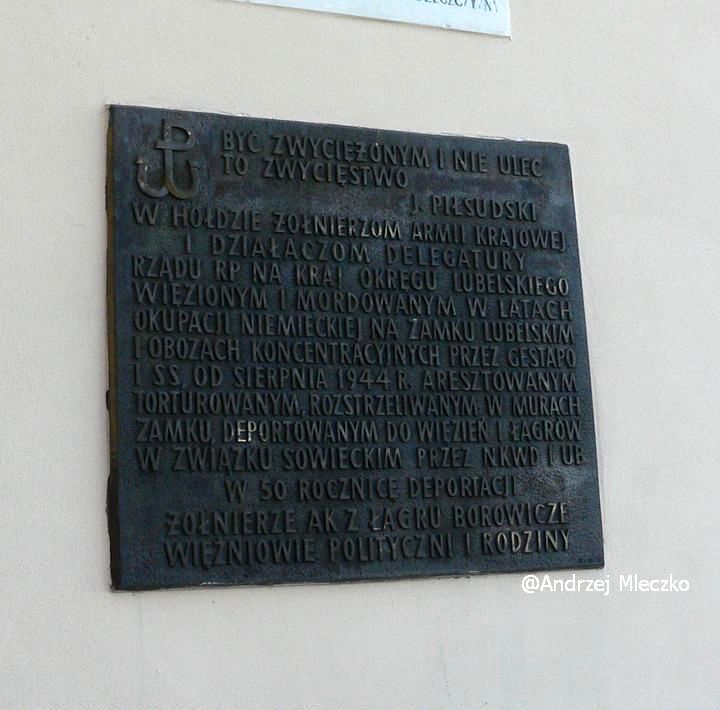 BYĆ ZWYCIĘŻONYM I NIE ULEC
TO ZWYCIĘSTWO
J. PIŁSUDSKI
W HOŁDZIE ŻOŁNIERZOM ARMII KRAJOWEJ
I DZIAŁACZOM DELEGATURY
RZĄDU RP NA KRAJ OKRĘGU LUBELSKIEGO
WIĘZIONYM I MORDOWANYM W LATACH
OKUPACJI NIEMIECKIEJ NA ZAMKU LUBELSKIM
I OBOZACH KONCENTRACYJNYCH PRZEZ GESTAPO
I SS, OD SIERPNIA 1944 R. ARESZTOWANYM
TORTUROWANYM, ROZSTRZELIWANYM W MURACH
ZAMKU, DEPORTOWANYM DO WIĘZIEŃ I ŁAGRÓW
W ZWIĄZKU SOWIECKIM PRZEZ NKWD I UB
W 50 ROCZNICĘ DEPORTACJI
ŻOŁNIERZE AK Z ŁAGRU BOROWICZE
WIĘŹNIOWIE POLITYCZNI I RODZINY
@Andrzej Mleczko